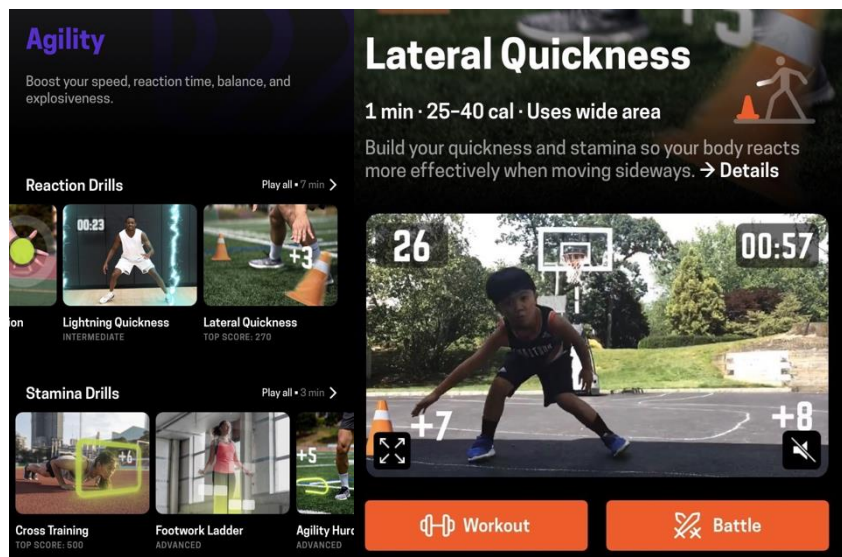 Agility
Boost your speed, reaction time, balance, and
explosiveness.
Reaction Drills
Play all • 7 min
00:23
+3
ion
Lightning Quickness
INTERMEDIATE
Lateral Quickness
TOP SCORE: 270
Stamina Drills
Play all • 3 min
+6
+5
Cross Training
TOP SCORE: 500
Footwork Ladder
ADVANCED
Agility Hurd
ADVANCED
+3
Lateral Quickness
1 min · 25–40 cal · Uses wide area
Build your quickness and stamina so your body reacts
more effectively when moving sideways. → Details
26
00:57
+7
+8
Workout
Battle